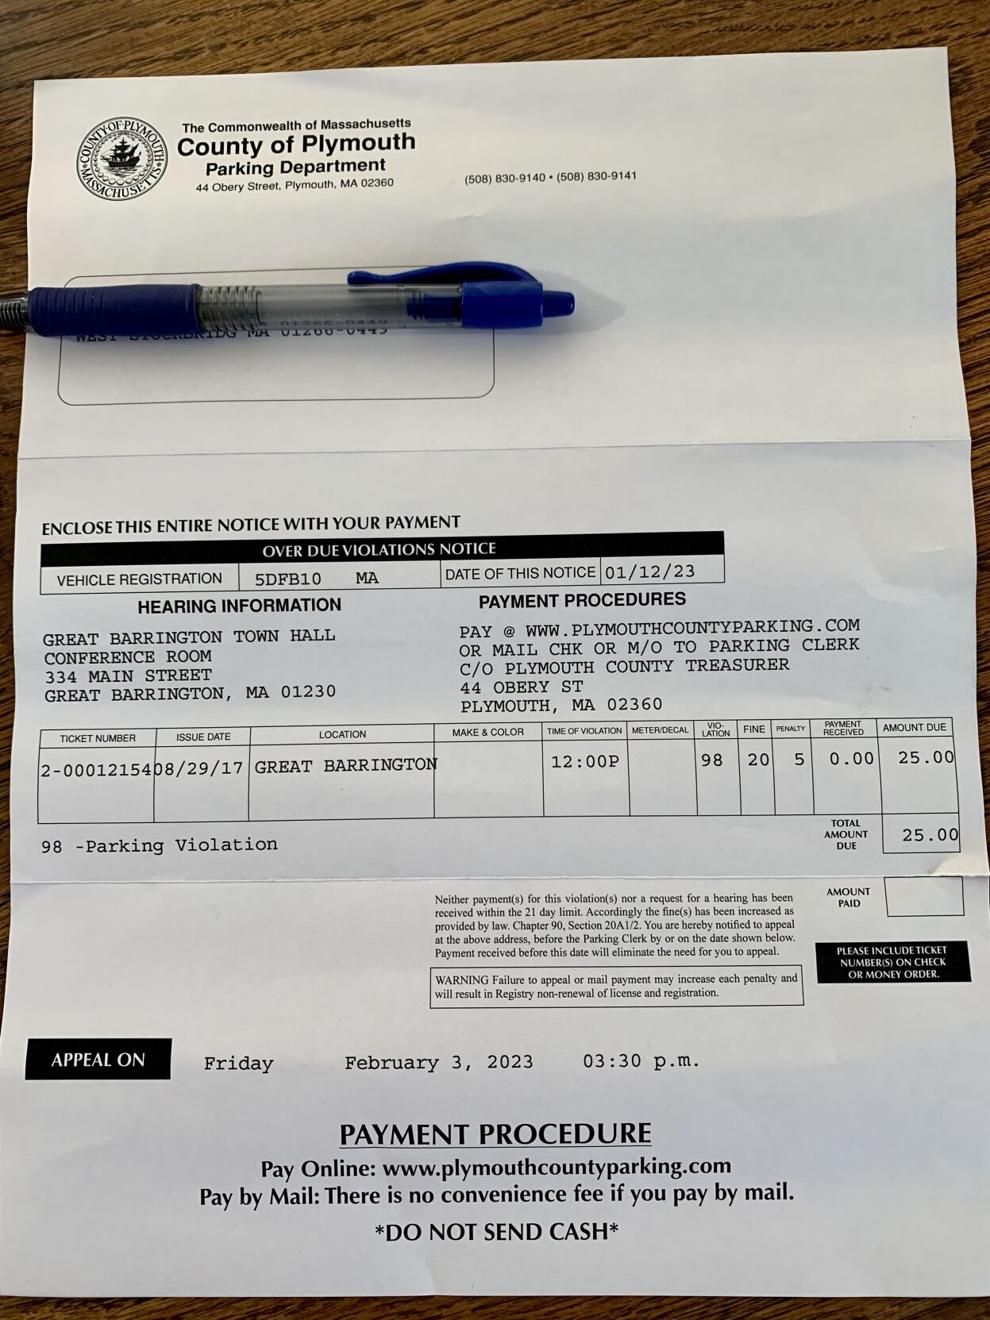 COUNTY OF PLYMOUTH
MASSACHUSETTS
The Commonwealth of Massachusetts
County of Plymouth
Parking Department
44 Obery Street, Plymouth, MA 02360
(508) 830-9140 • (508) 830-9141
MA 01266-0449
ENCLOSE THIS ENTIRE NOTICE WITH YOUR PAYMENT
OVER DUE VIOLATIONS NOTICE
VEHICLE REGISTRATION 5DFB10 MA DATE OF THIS NOTICE 01/12/23
HEARING INFORMATION
GREAT BARRINGTON TOWN HALL
CONFERENCE ROOM
334 MAIN STREET
GREAT BARRINGTON, MA 01230
PAYMENT PROCEDURES
PAY @ WWW.PLYMOUTHCOUNTYPARKING.COM
OR MAIL CHK OR M/O TO PARKING CLERK
C/O PLYMOUTH COUNTY TREASURER
44 OBERY ST
PLYMOUTH, MA 02360
TICKET NUMBER ISSUE DATE LOCATION MAKE & COLOR TIME OF VIOLATION METER/DECAL VIO-LATION FINE PENALTY PAYMENT RECEIVED AMOUNT DUE
2-00012154 08/29/17 GREAT BARRINGTON 12:00P 98 20 5 0.00 25.00
TOTAL AMOUNT DUE 25.00
98 -Parking Violation
AMOUNT PAID
Neither payment(s) for this violation(s) nor a request for a hearing has been
received within the 21 day limit. Accordingly the fine(s) has been increased as
provided by law. Chapter 90, Section 20A1/2. You are hereby notified to appeal
at the above address, before the Parking Clerk by or on the date shown below.
Payment received before this date will eliminate the need for you to appeal.
PLEASE INCLUDE TICKET
NUMBER(S) ON CHECK
OR MONEY ORDER.
WARNING Failure to appeal or mail payment may increase each penalty and
will result in Registry non-renewal of license and registration.
APPEAL ON Friday February 3, 2023 03:30 p.m.
PAYMENT PROCEDURE
Pay Online: www.plymouthcountyparking.com
Pay by Mail: There is no convenience fee if you pay by mail.
*DO NOT SEND CASH*